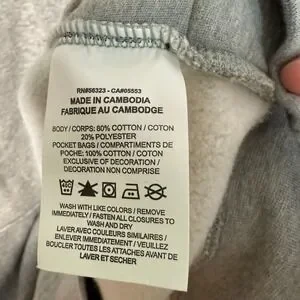 RN#56323 - CA#05553
MADE IN CAMBODIA
FABRIQUE AU CAMBODGE
BODY / CORPS: 80% COTTON / COTON
20% POLYESTER
POCKET BAGS / COMPARTIMENTS DE
POCHE: 100% COTTON / COTON
EXCLUSIVE OF DECORATION /
DECORATION NON COMPRISE
WASH WITH LIKE COLORS / REMOVE
IMMEDIATELY / FASTEN ALL CLOSURES TO
WASH AND DRY
LAVER AVEC COULEURS SIMILAIRES /
ENLEVER IMMEDIATEMENT / VEUILLEZ
BOUCLER TOUTES LES ATTACHES AVANT DE
LAVER ET SECHER